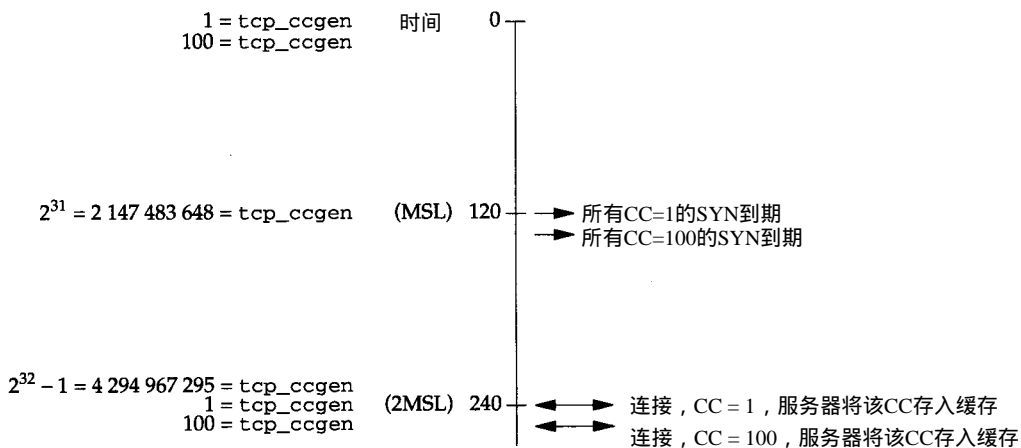 1 = tcp_ccgen 时间 0
100 = tcp_ccgen
2^31 = 2 147 483 648 = tcp_ccgen (MSL) 120 所有CC=1的SYN到期
所有CC=100的SYN到期
2^32 − 1 = 4 294 967 295 = tcp_ccgen
1 = tcp_ccgen (2MSL) 240 连接，CC = 1，服务器将该CC存入缓存
100 = tcp_ccgen 连接，CC = 100，服务器将该CC存入缓存